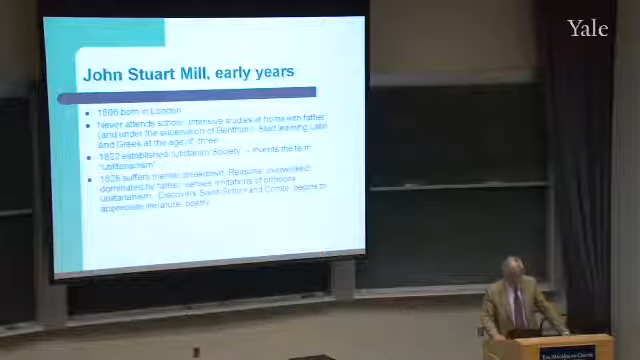 Yale
John Stuart Mill, early years
1806 born in London
Never attends school. Intensive studies at home with father
(and under the supervision of Bentham). Start learning Latin
and Greek at the age of three
established "Utilitarian Society" – invents the term
"utilitarianism"
1826 suffers mental breakdown. Reasons: overworked,
dominated by father, senses limitations of orthodox
utilitarianism. Discovers Saint-Simon and Comte, begins to
appreciate literature, poetry